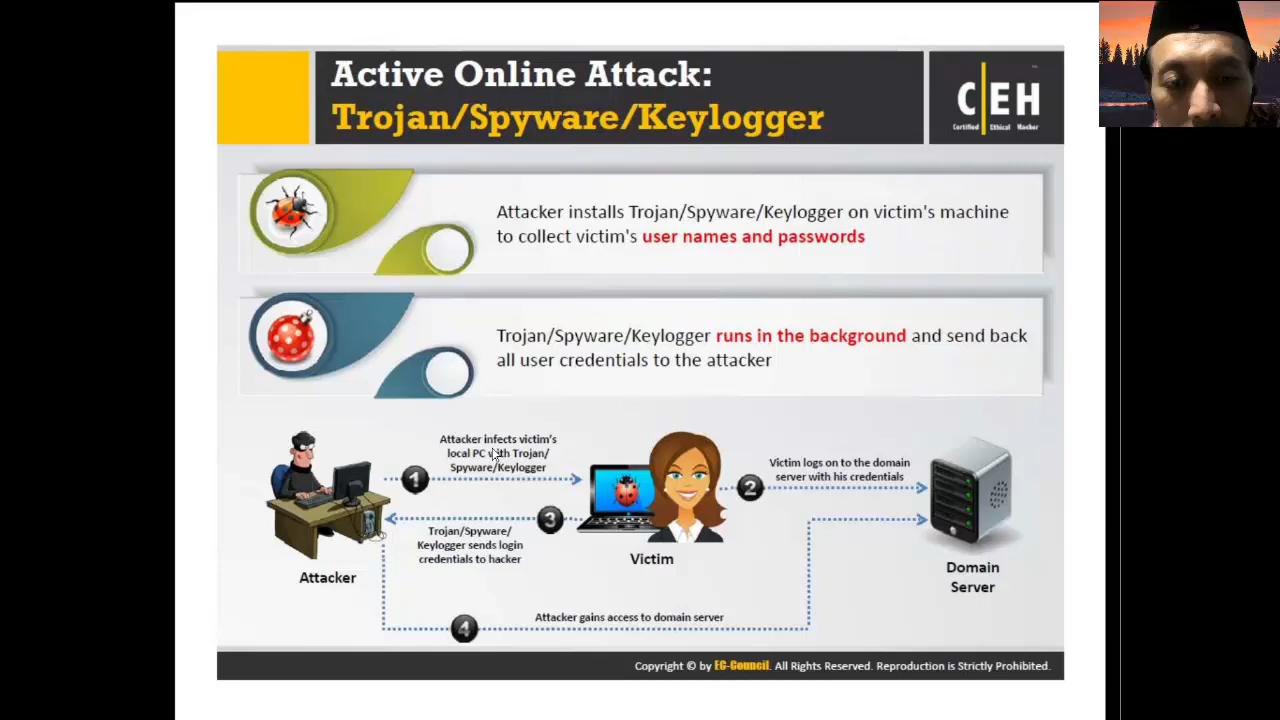 Active Online Attack:
Trojan/Spyware/Keylogger
C|EH
Certified Ethical Hacker
Attacker installs Trojan/Spyware/Keylogger on victim's machine
to collect victim's user names and passwords
Trojan/Spyware/Keylogger runs in the background and send back
all user credentials to the attacker
Attacker infects victim's
local PC with Trojan/
Spyware/Keylogger
1
Victim logs on to the domain
server with his credentials
2
3
Trojan/Spyware/
Keylogger sends login
credentials to hacker
Attacker
Victim
Domain
Server
4
Attacker gains access to domain server
Copyright © by EC-Council. All Rights Reserved. Reproduction is Strictly Prohibited.